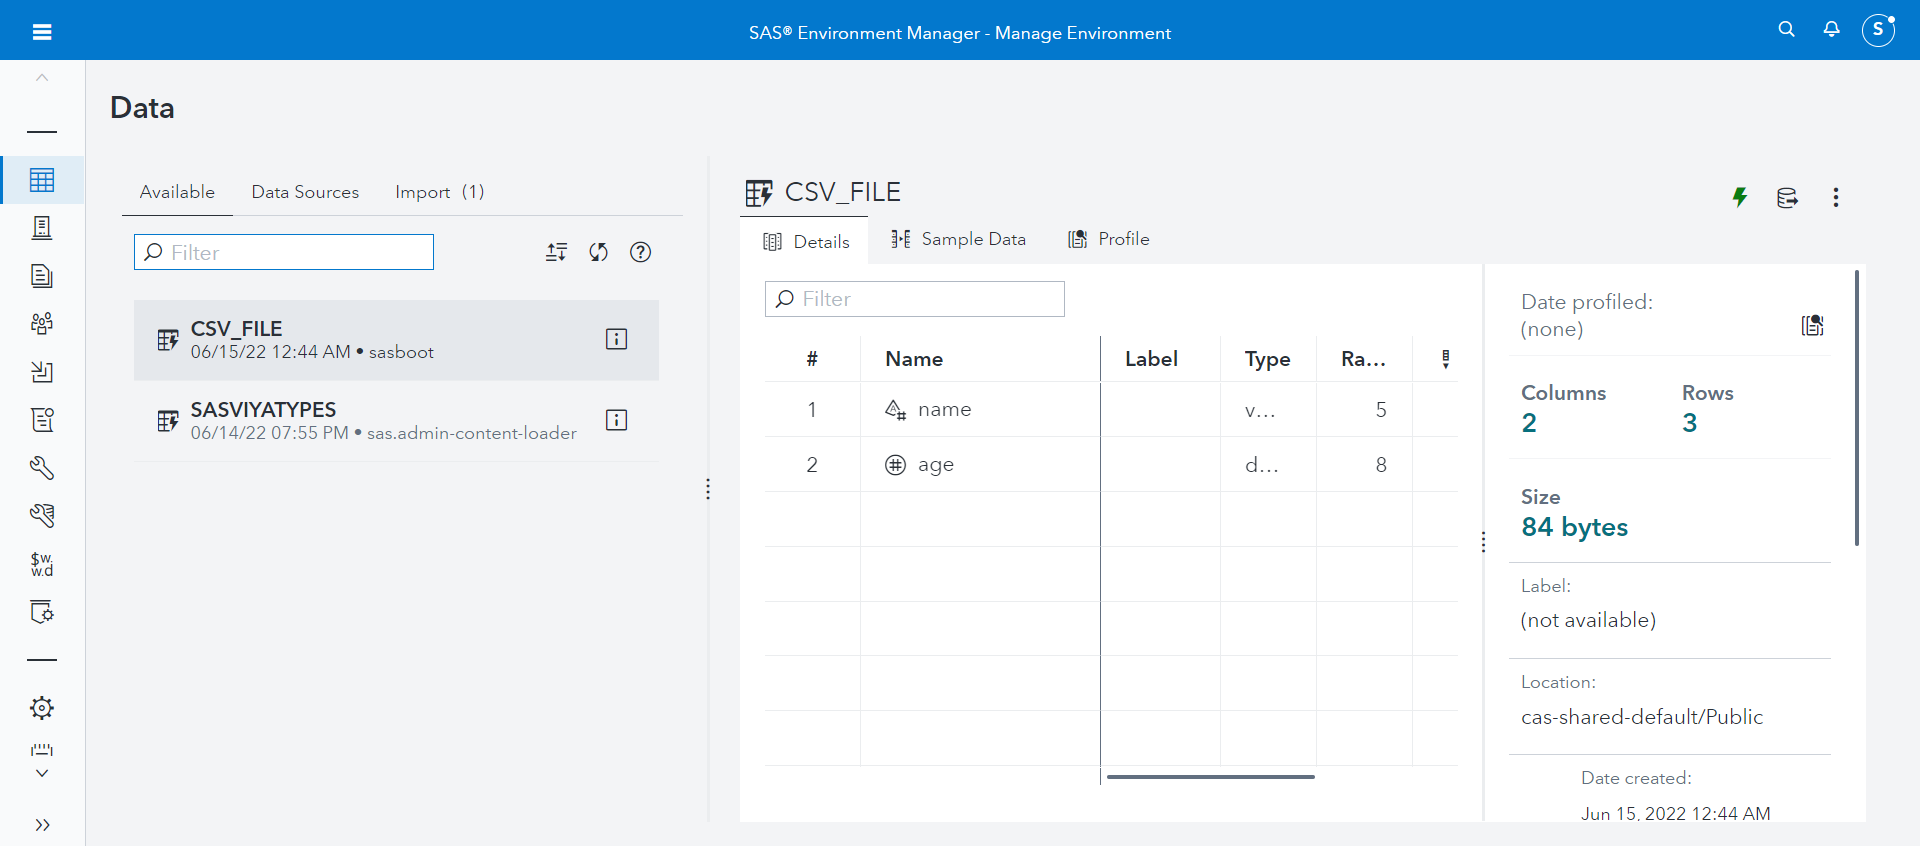 SAS® Environment Manager - Manage Environment
S
Data
Available
Data Sources
Import (1)
Filter
CSV_FILE
06/15/22 12:44 AM • sasboot
SASVIYATYPES
06/14/22 07:55 PM • sas.admin-content-loader
$w.
w.d
CSV_FILE
Details
Sample Data
Profile
Filter
# Name Label Type Ra...
1 name v... 5
2 age d... 8
Date profiled:
(none)
Columns Rows
2 3
Size
84 bytes
Label:
(not available)
Location:
cas-shared-default/Public
Date created:
Jun 15, 2022 12:44 AM